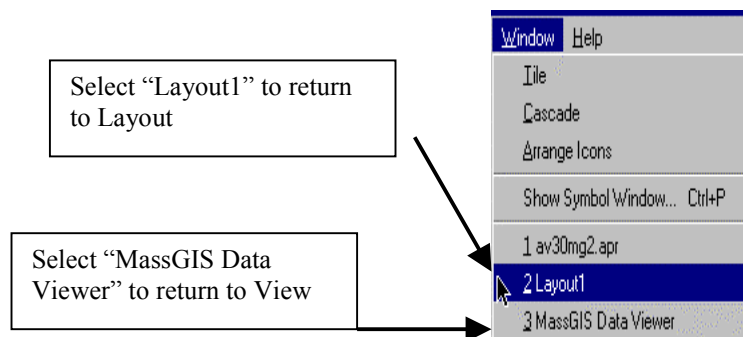 Window Help
Select “Layout1” to return
to Layout
Tile
Cascade
Arrange Icons
Show Symbol Window... Ctrl+P
Select “MassGIS Data
Viewer” to return to View
1 av30mg2.apr
2 Layout1
3 MassGIS Data Viewer